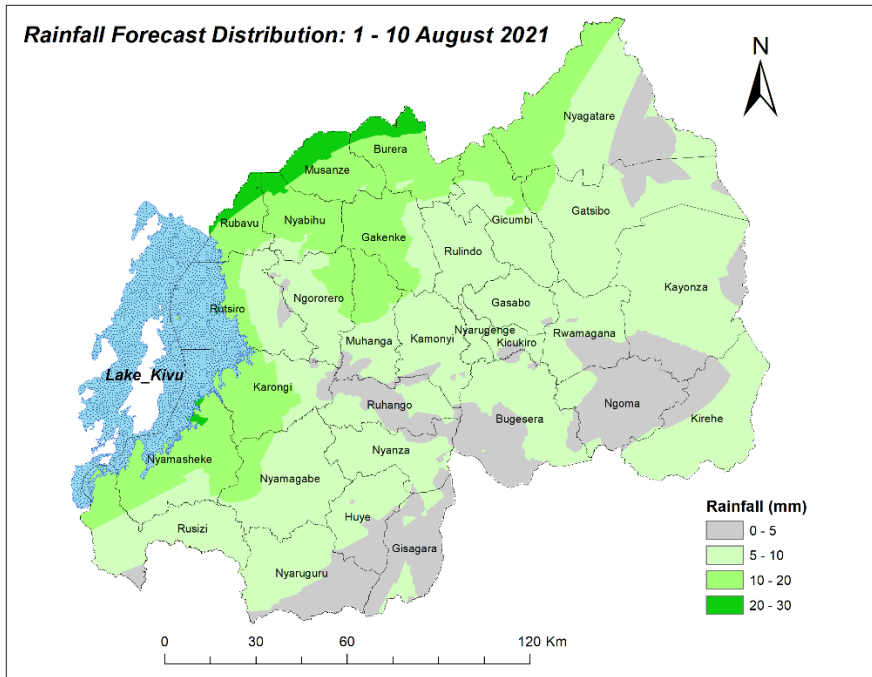 Rainfall Forecast Distribution: 1 - 10 August 2021
N
Nyagatare
Burera
Musanze
Rubavu
Nyabihu
Gicumbi
Gatsibo
Gakenke
Rulindo
Kayonza
Ngororero
Rutsiro
Gasabo
Nyarugenge
Rwamagana
Muhanga
Kamonyi
Kicukiro
Lake_Kivu
Karongi
Ruhango
Ngoma
Bugesera
Kirehe
Nyanza
Nyamasheke
Nyamagabe
Huye
Rusizi
Gisagara
Nyaruguru
Rainfall (mm)
0 - 5
5 - 10
10 - 20
20 - 30
0 30 60 120 Km